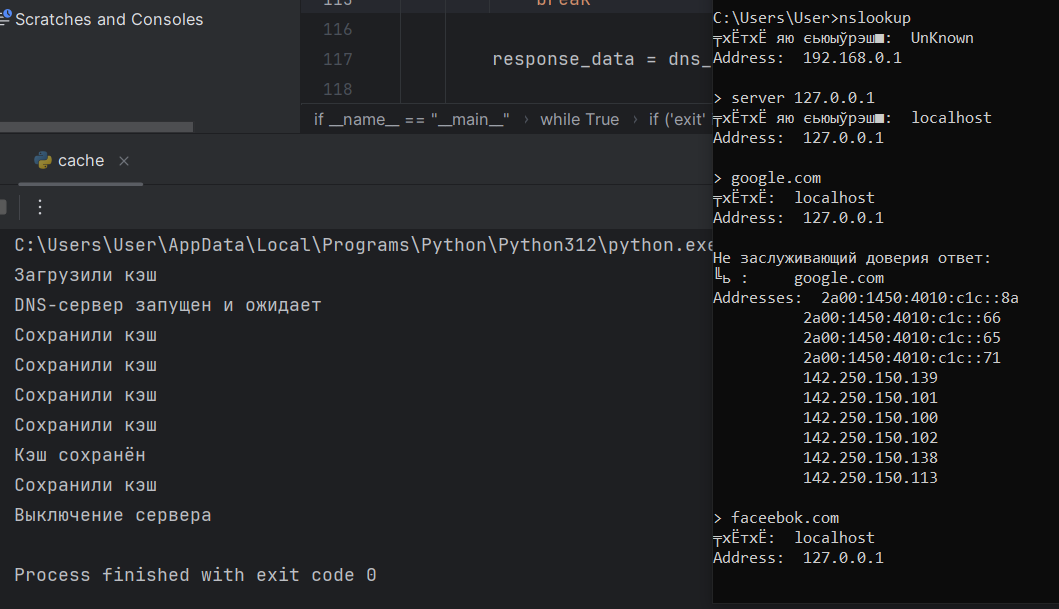 Scratches and Consoles
115 break
116
117 response_data = dns_
118
if __name__ == "__main__" › while True › if ('exit'
cache ×
C:\Users\User\AppData\Local\Programs\Python\Python312\python.exe
Загрузили кэш
DNS-сервер запущен и ожидает
Сохранили кэш
Сохранили кэш
Сохранили кэш
Сохранили кэш
Кэш сохранён
Сохранили кэш
Выключение сервера
Process finished with exit code 0
C:\Users\User>nslookup
╤хЁтхЁ яю єьюыўрэш■:  UnKnown
Address:  192.168.0.1
> server 127.0.0.1
╤хЁтхЁ яю єьюыўрэш■:  localhost
Address:  127.0.0.1
> google.com
╤хЁтхЁ:  localhost
Address:  127.0.0.1
Не заслуживающий доверия ответ:
╚ь :     google.com
Addresses:  2a00:1450:4010:c1c::8a
2a00:1450:4010:c1c::66
2a00:1450:4010:c1c::65
2a00:1450:4010:c1c::71
142.250.150.139
142.250.150.101
142.250.150.100
142.250.150.102
142.250.150.138
142.250.150.113
> faceebok.com
╤хЁтхЁ:  localhost
Address:  127.0.0.1